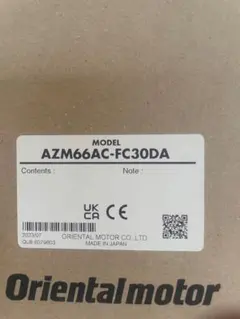 MODEL
AZM66AC-FC30DA
Contents :
Note :
UK
CA
CE
ORIENTAL MOTOR CO.,LTD.
MADE IN JAPAN
Orientalmotor